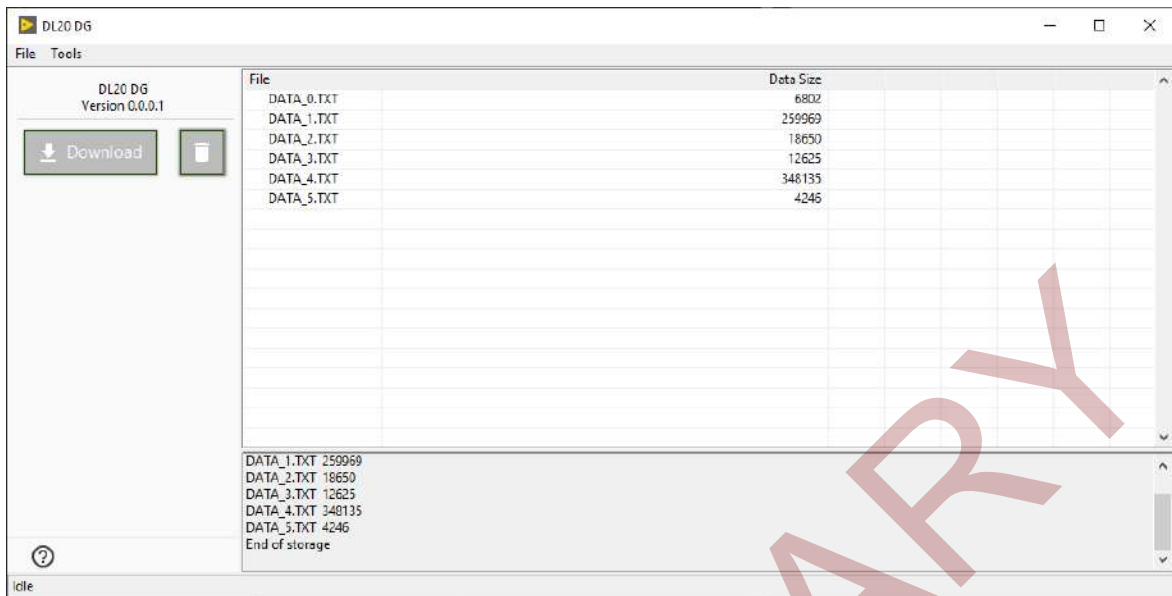 DL20 DG
File Tools
DL20 DG
Version 0.0.0.1
Download
File Data Size
DATA_0.TXT 6802
DATA_1.TXT 259969
DATA_2.TXT 18650
DATA_3.TXT 12625
DATA_4.TXT 348135
DATA_5.TXT 4246
DATA_1.TXT 259969
DATA_2.TXT 18650
DATA_3.TXT 12625
DATA_4.TXT 348135
DATA_5.TXT 4246
End of storage
Idle
ARY